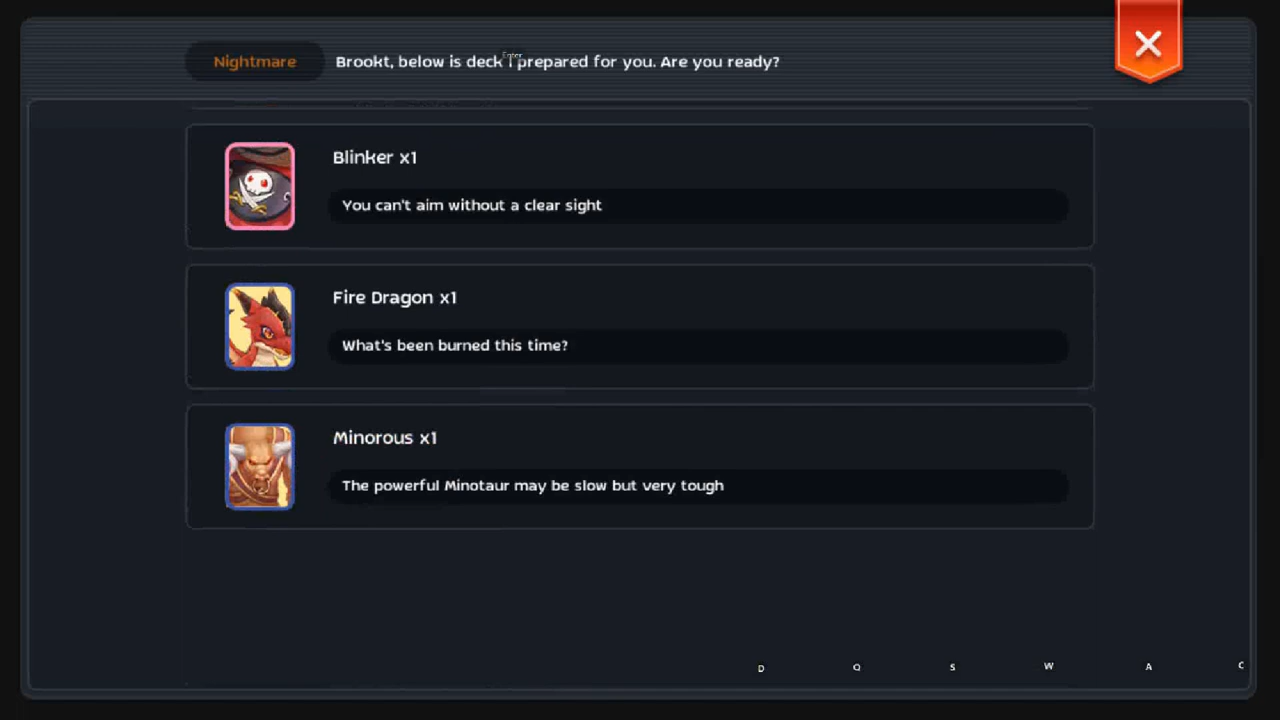 Nightmare
Brookt, below is deck I prepared for you. Are you ready?
Enter
Blinker x1
You can't aim without a clear sight
Fire Dragon x1
What's been burned this time?
Minorous x1
The powerful Minotaur may be slow but very tough
D Q S W A C